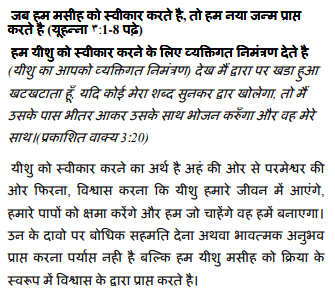 जब हम मसीह को स्वीकार करते है, तो हम नया जन्म प्राप्त
करते है (यूहन्ना ३:1-8 पढ़े)
हम यीशु को स्वीकार करने के लिए व्यक्तिगत निमंत्रण देते है
(यीशु का आपको व्यक्तिगत निमंत्रण) देख मैं द्वारा पर खडा हुआ
खटखटाता हूँ, यदि कोई मेरा शब्द सुनकर द्वार खोलेगा, तो मैं
उसके पास भीतर आकर उसके साथ भोजन करुँगा और वह मेरे
साथ।(प्रकाशित वाक्य 3:20)
यीशु को स्वीकार करने का अर्थ है अहं की ओर से परमेश्वर की
ओर फिरना, विश्वास करना कि यीशु हमारे जीवन में आएंगे,
हमारे पापों को क्षमा करेंगे और हम जो चाहेंगे वह हमें बनाएगा।
उन के दावो पर बोधिक सहमति देना अथवा भावत्मक अनुभव
प्राप्त करना पर्याप्त नही है बल्कि हम यीशु मसीह को क्रिया के
स्वरूप में विश्वास के द्वारा प्राप्त करते है।